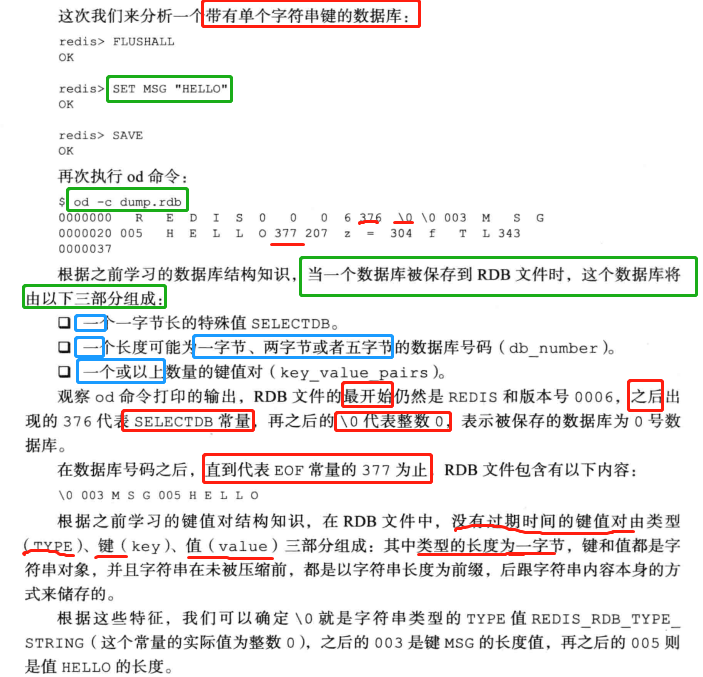 这次我们来分析一个带有单个字符串键的数据库：
redis> FLUSHALL
OK
redis> SET MSG "HELLO"
OK
redis> SAVE
OK
再次执行 od 命令：
$ od -c dump.rdb
0000000 R E D I S 0 0 0 6 376 \0 \0 003 M S G
0000020 005 H E L L O 377 207 z = 304 f T L 343
0000037
根据之前学习的数据库结构知识，当一个数据库被保存到 RDB 文件时，这个数据库将
由以下三部分组成：
❑ 一个一字节长的特殊值 SELECTDB。
❑ 一个长度可能为一字节、两字节或者五字节的数据库号码（db_number）。
❑ 一个或以上数量的键值对（key_value_pairs）。
观察 od 命令打印的输出，RDB 文件的最开始仍然是 REDIS 和版本号 0006，之后出
现的 376 代表 SELECTDB 常量，再之后的 \0 代表整数 0，表示被保存的数据库为 0 号数
据库。
在数据库号码之后，直到代表 EOF 常量的 377 为止，RDB 文件包含有以下内容：
\0 003 M S G 005 H E L L O
根据之前学习的键值对结构知识，在 RDB 文件中，没有过期时间的键值对由类型
（TYPE）、键（key）、值（value）三部分组成：其中类型的长度为一字节，键和值都是字
符串对象，并且字符串在未被压缩前，都是以字符串长度为前缀，后跟字符串内容本身的方
式来储存的。
根据这些特征，我们可以确定 \0 就是字符串类型的 TYPE 值 REDIS_RDB_TYPE_
STRING（这个常量的实际值为整数 0），之后的 003 是键 MSG 的长度值，再之后的 005 则
是值 HELLO 的长度。